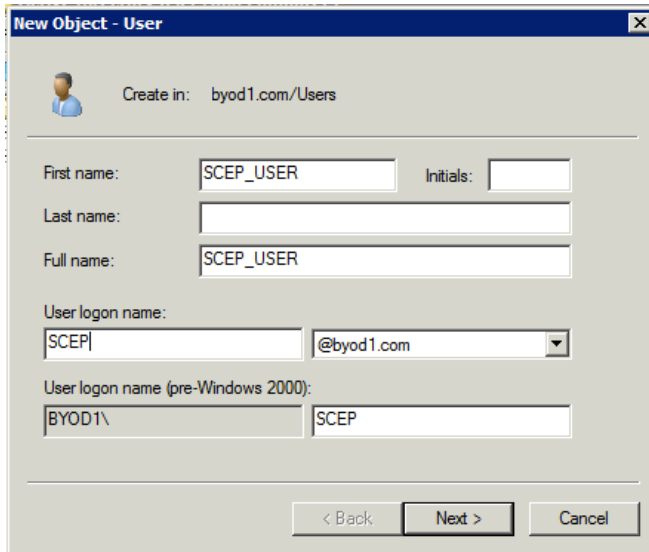 New Object - User
Create in: byod1.com/Users
First name: SCEP_USER Initials:
Last name:
Full name: SCEP_USER
User logon name:
SCEP @byod1.com
User logon name (pre-Windows 2000):
BYOD1\ SCEP
< Back Next > Cancel